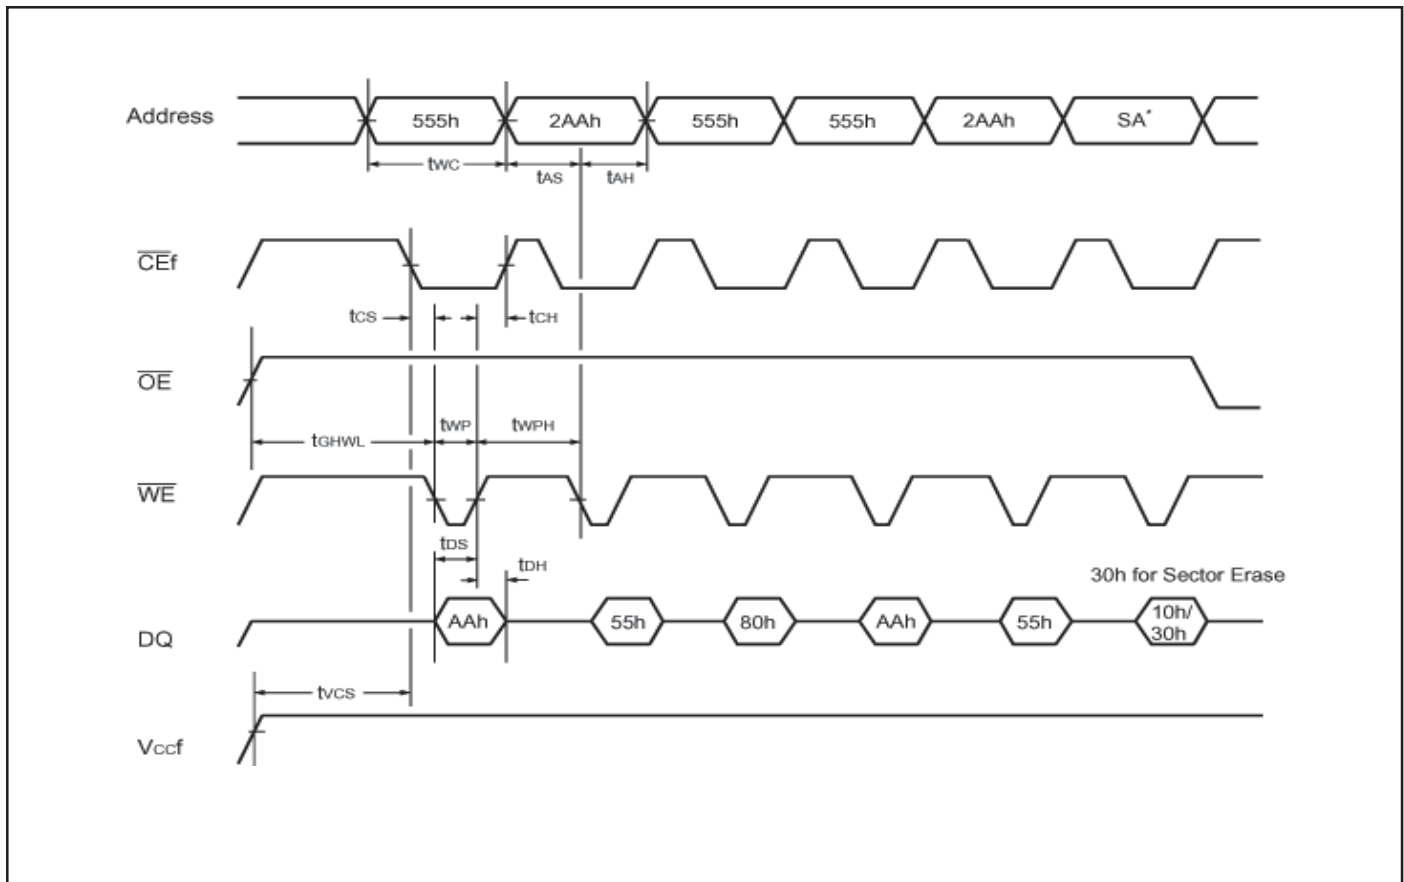 Address 555h 2AAh 555h 555h 2AAh SA*
tWC tAS tAH
CEf
tCS tCH
OE
tGHWL tWP tWPH
WE
tDS
tDH
30h for Sector Erase
DQ AAh 55h 80h AAh 55h 10h/
30h
tVCS
VCCf